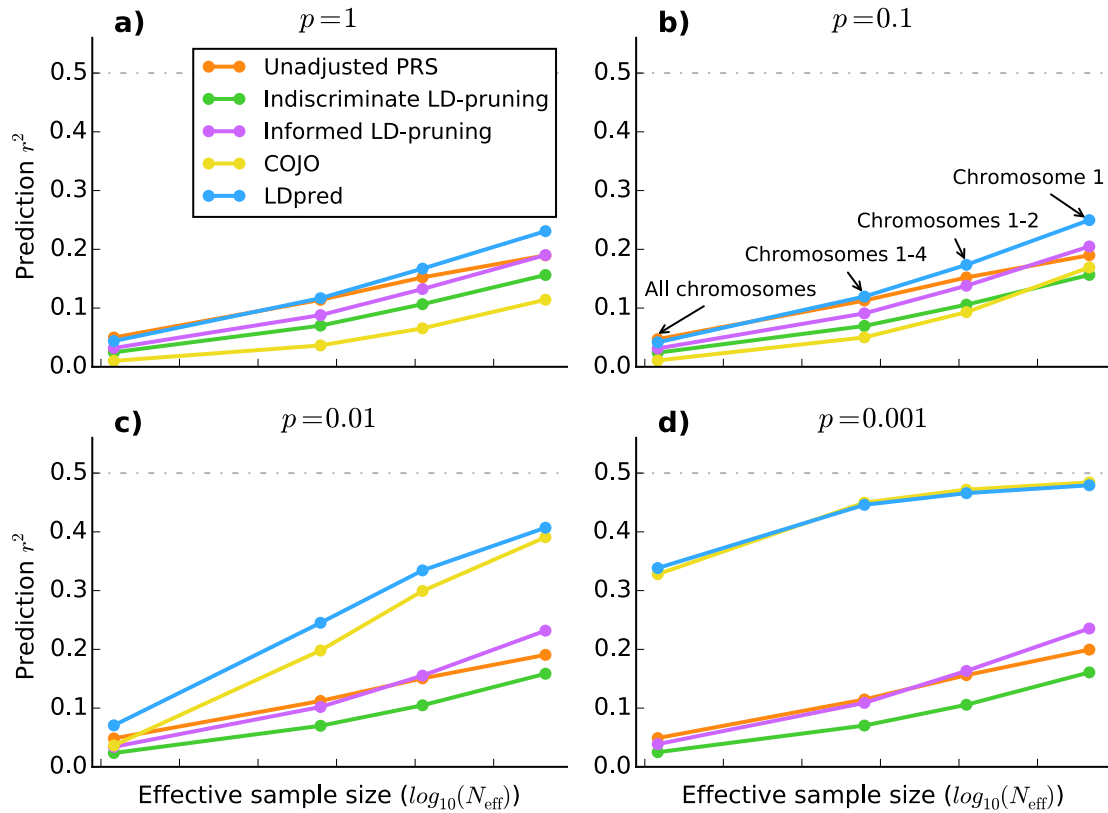 a)
p=1
0.5
0.4
0.3
0.2
0.1
0.0
Prediction r²
Unadjusted PRS
Indiscriminate LD-pruning
Informed LD-pruning
COJO
LDpred
b)
p=0.1
0.5
0.4
0.3
0.2
0.1
0.0
Chromosome 1
Chromosomes 1-2
Chromosomes 1-4
All chromosomes
c)
p=0.01
0.5
0.4
0.3
0.2
0.1
0.0
Prediction r²
Effective sample size (log₁₀(N_eff))
d)
p=0.001
0.5
0.4
0.3
0.2
0.1
0.0
Effective sample size (log₁₀(N_eff))